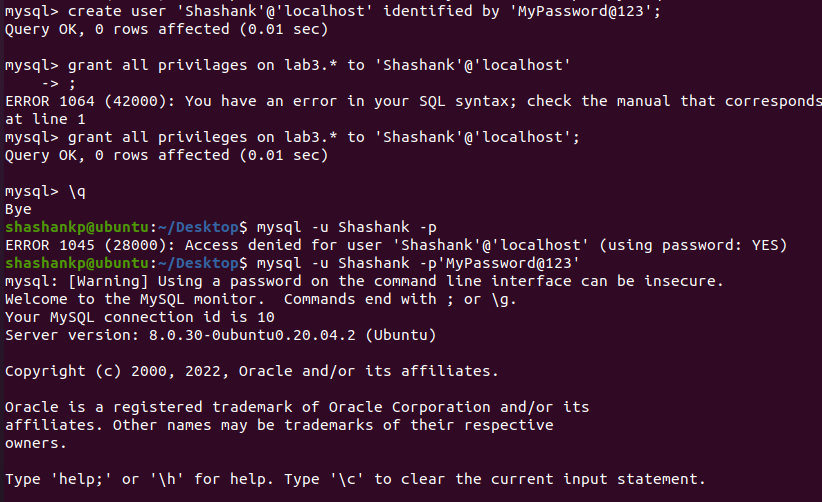 mysql> create user 'Shashank'@'localhost' identified by 'MyPassword@123';
Query OK, 0 rows affected (0.01 sec)
mysql> grant all privilages on lab3.* to 'Shashank'@'localhost'
    -> ;
ERROR 1064 (42000): You have an error in your SQL syntax; check the manual that corresponds
at line 1
mysql> grant all privileges on lab3.* to 'Shashank'@'localhost';
Query OK, 0 rows affected (0.01 sec)
mysql> \q
Bye
shashankp@ubuntu:~/Desktop$ mysql -u Shashank -p
ERROR 1045 (28000): Access denied for user 'Shashank'@'localhost' (using password: YES)
shashankp@ubuntu:~/Desktop$ mysql -u Shashank -p'MyPassword@123'
mysql: [Warning] Using a password on the command line interface can be insecure.
Welcome to the MySQL monitor.  Commands end with ; or \g.
Your MySQL connection id is 10
Server version: 8.0.30-0ubuntu0.20.04.2 (Ubuntu)
Copyright (c) 2000, 2022, Oracle and/or its affiliates.
Oracle is a registered trademark of Oracle Corporation and/or its
affiliates. Other names may be trademarks of their respective
owners.
Type 'help;' or '\h' for help. Type '\c' to clear the current input statement.